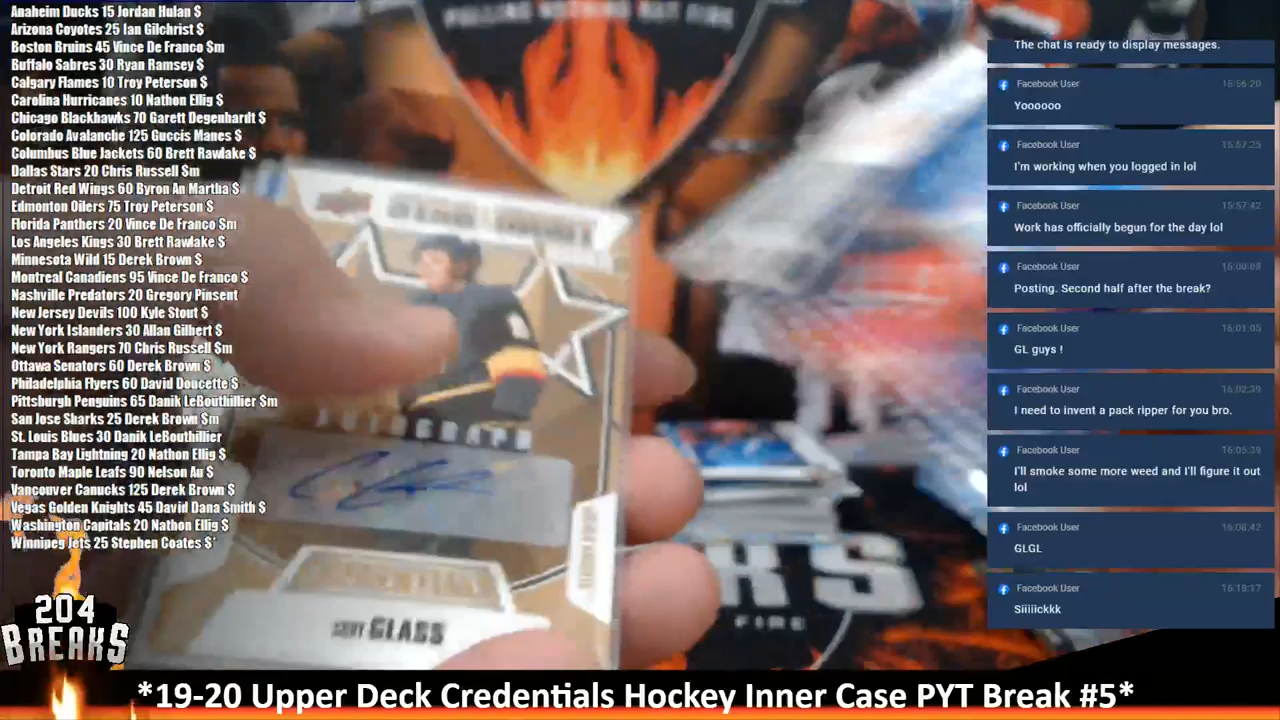 Anaheim Ducks 15 Jordan Hulan $
Arizona Coyotes 25 Ian Gilchrist $
Boston Bruins 45 Vince De Franco $m
Buffalo Sabres 30 Ryan Ramsey $
Calgary Flames 10 Troy Peterson $
Carolina Hurricanes 10 Nathon Ellig $
Chicago Blackhawks 70 Garett Degenhardt $
Colorado Avalanche 125 Guccis Manes $
Columbus Blue Jackets 60 Brett Rawlake $
Dallas Stars 20 Chris Russell $m
Detroit Red Wings 60 Byron An Martha $
Edmonton Oilers 75 Troy Peterson $
Florida Panthers 20 Vince De Franco $m
Los Angeles Kings 30 Brett Rawlake $
Minnesota Wild 15 Derek Brown $
Montreal Canadiens 95 Vince De Franco $
Nashville Predators 20 Gregory Pinsent
New Jersey Devils 100 Kyle Stout $
New York Islanders 30 Allan Gilbert $
New York Rangers 70 Chris Russell $m
Ottawa Senators 60 Derek Brown $
Philadelphia Flyers 60 David Doucette $
Pittsburgh Penguins 65 Danik LeBouthillier $m
San Jose Sharks 25 Derek Brown $m
St. Louis Blues 30 Danik LeBouthillier
Tampa Bay Lightning 20 Nathon Ellig $
Toronto Maple Leafs 90 Nelson Au $
Vancouver Canucks 125 Derek Brown $
Vegas Golden Knights 45 David Dana Smith $
Washington Capitals 20 Nathon Ellig $
Winnipeg Jets 25 Stephen Coates $*
204
BREAKS
AUTOGRAPH
CODY GLASS
FIRE
The chat is ready to display messages.
Facebook User 15:56:20
Yoooooo
Facebook User 15:57:25
I'm working when you logged in lol
Facebook User 15:57:42
Work has officially begun for the day lol
Facebook User 16:00:08
Posting. Second half after the break?
Facebook User 16:01:05
GL guys !
Facebook User 16:02:39
I need to invent a pack ripper for you bro.
Facebook User 16:05:39
I'll smoke some more weed and I'll figure it out
lol
Facebook User 16:08:42
GLGL
Facebook User 16:18:17
Siiiiickkk
*19-20 Upper Deck Credentials Hockey Inner Case PYT Break #5*